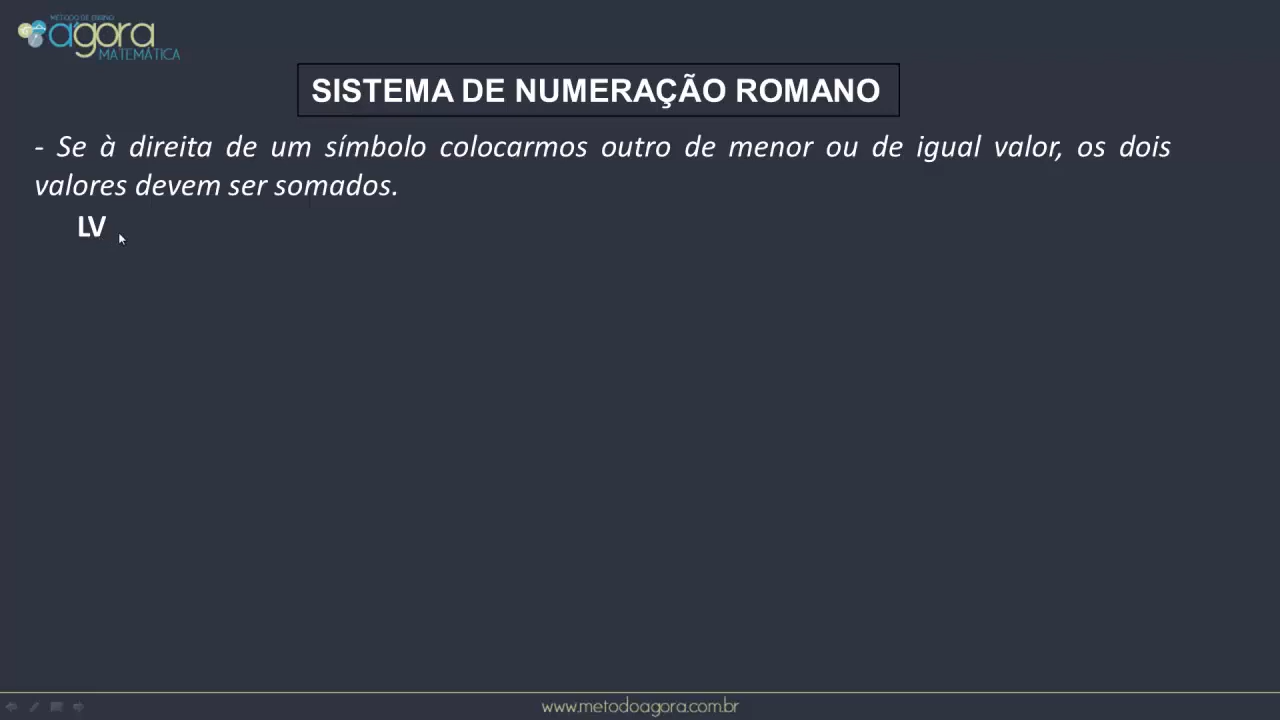 MÉTODO DE ENSINO
agora
MATEMÁTICA
SISTEMA DE NUMERAÇÃO ROMANO
- Se à direita de um símbolo colocarmos outro de menor ou de igual valor, os dois
valores devem ser somados.
LV
www.metodoagora.com.br